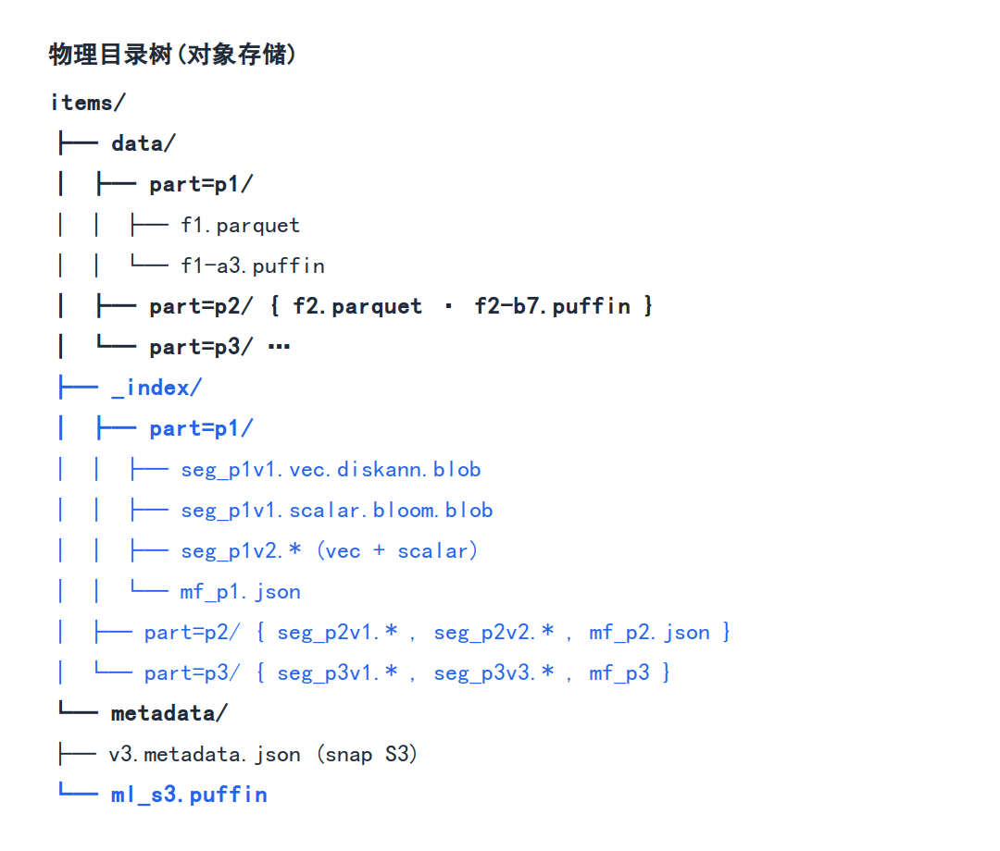 物理目录树(对象存储)
items/
├── data/
│  ├── part=p1/
│  │  ├── f1.parquet
│  │  └── f1-a3.puffin
│  ├── part=p2/ { f2.parquet · f2-b7.puffin }
│  └── part=p3/ …
├── _index/
│  ├── part=p1/
│  │  ├── seg_p1v1.vec.diskann.blob
│  │  ├── seg_p1v1.scalar.bloom.blob
│  │  ├── seg_p1v2.* (vec + scalar)
│  │  └── mf_p1.json
│  ├── part=p2/ { seg_p2v1.* , seg_p2v2.* , mf_p2.json }
│  └── part=p3/ { seg_p3v1.* , seg_p3v3.* , mf_p3 }
└── metadata/
├── v3.metadata.json (snap S3)
└── ml_s3.puffin